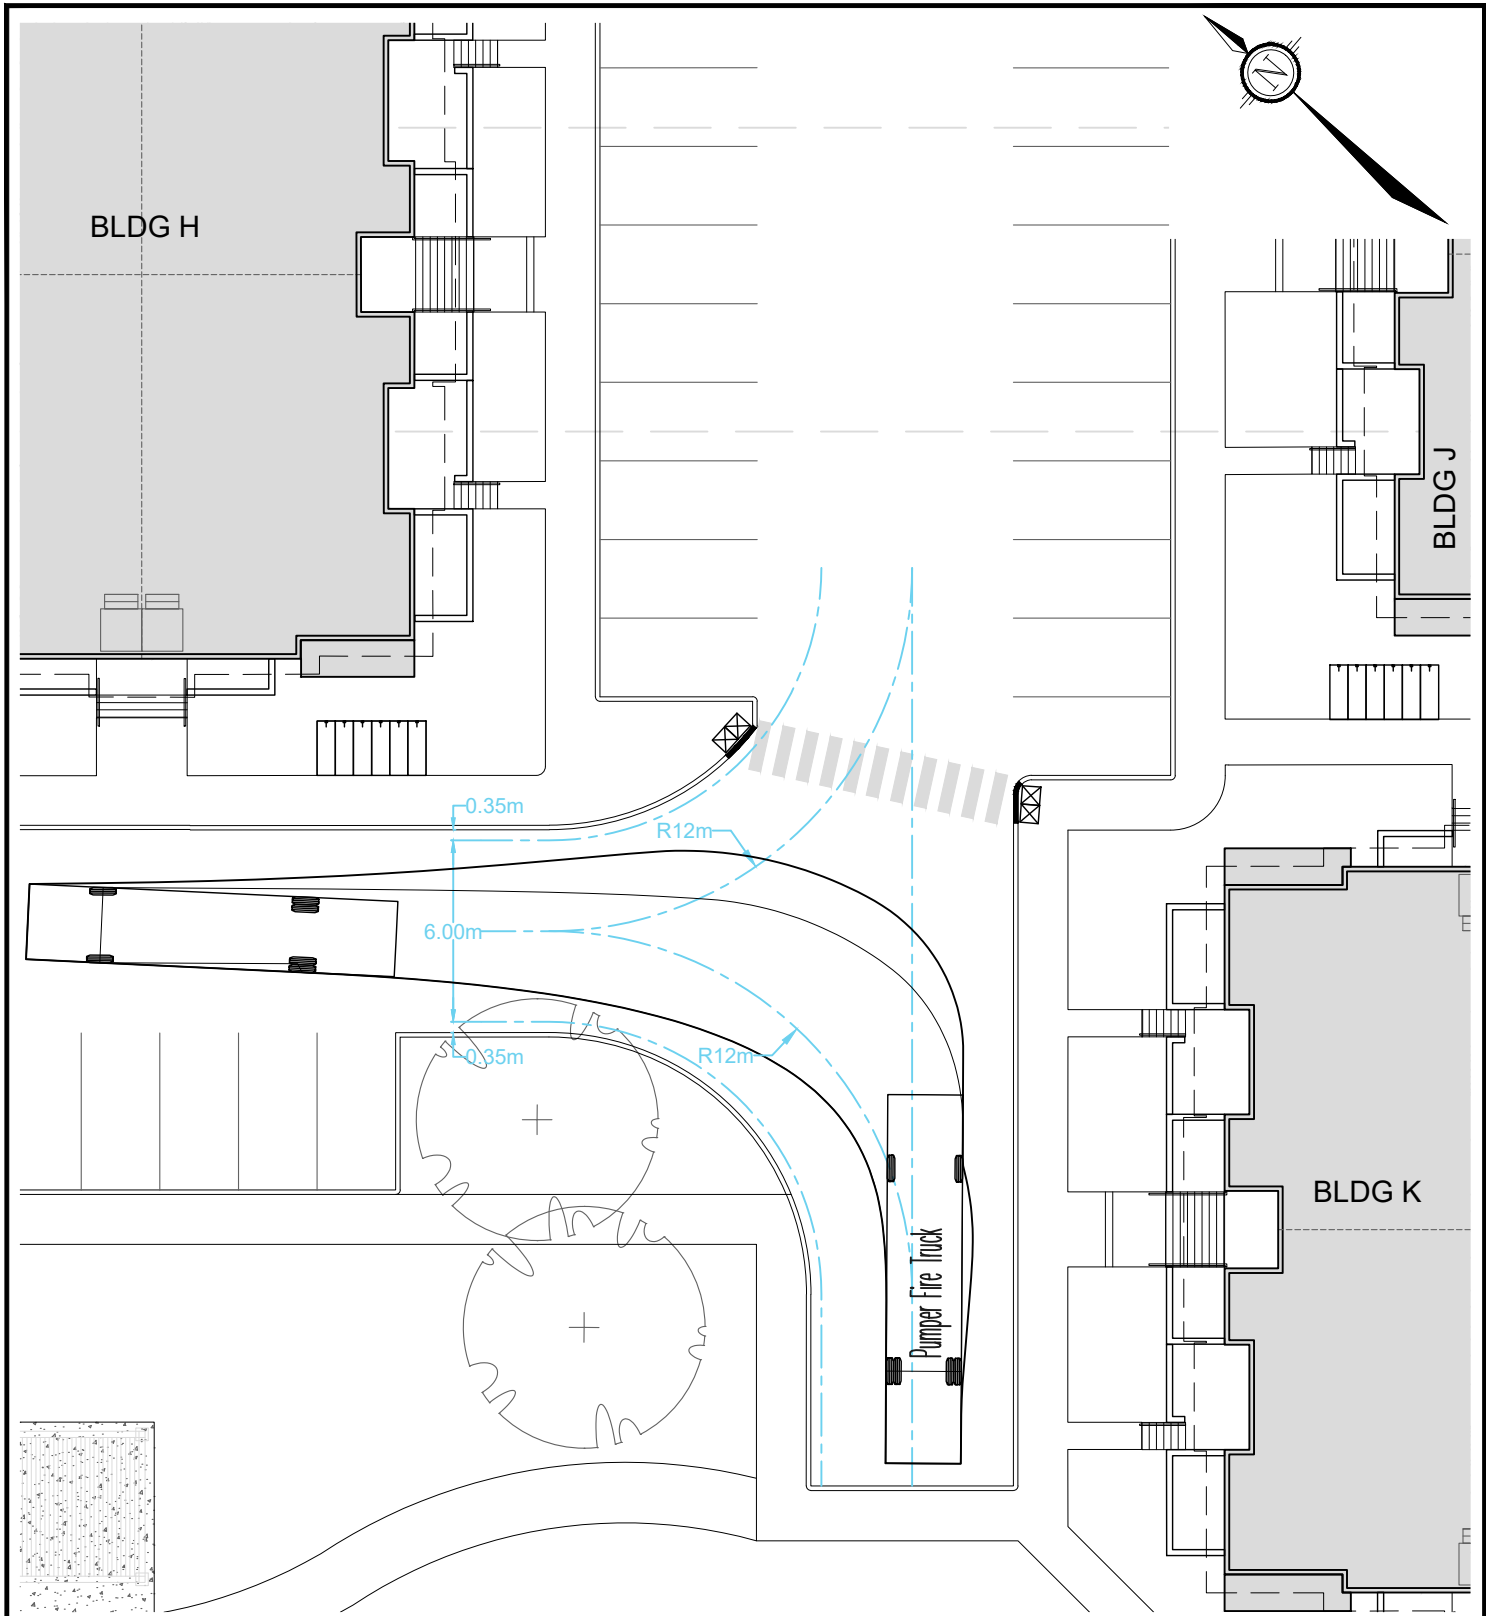 N
BLDG H
BLDG J
0.35m
R12m
6.00m
R12m
0.35m
BLDG K
Pumper Fire Truck